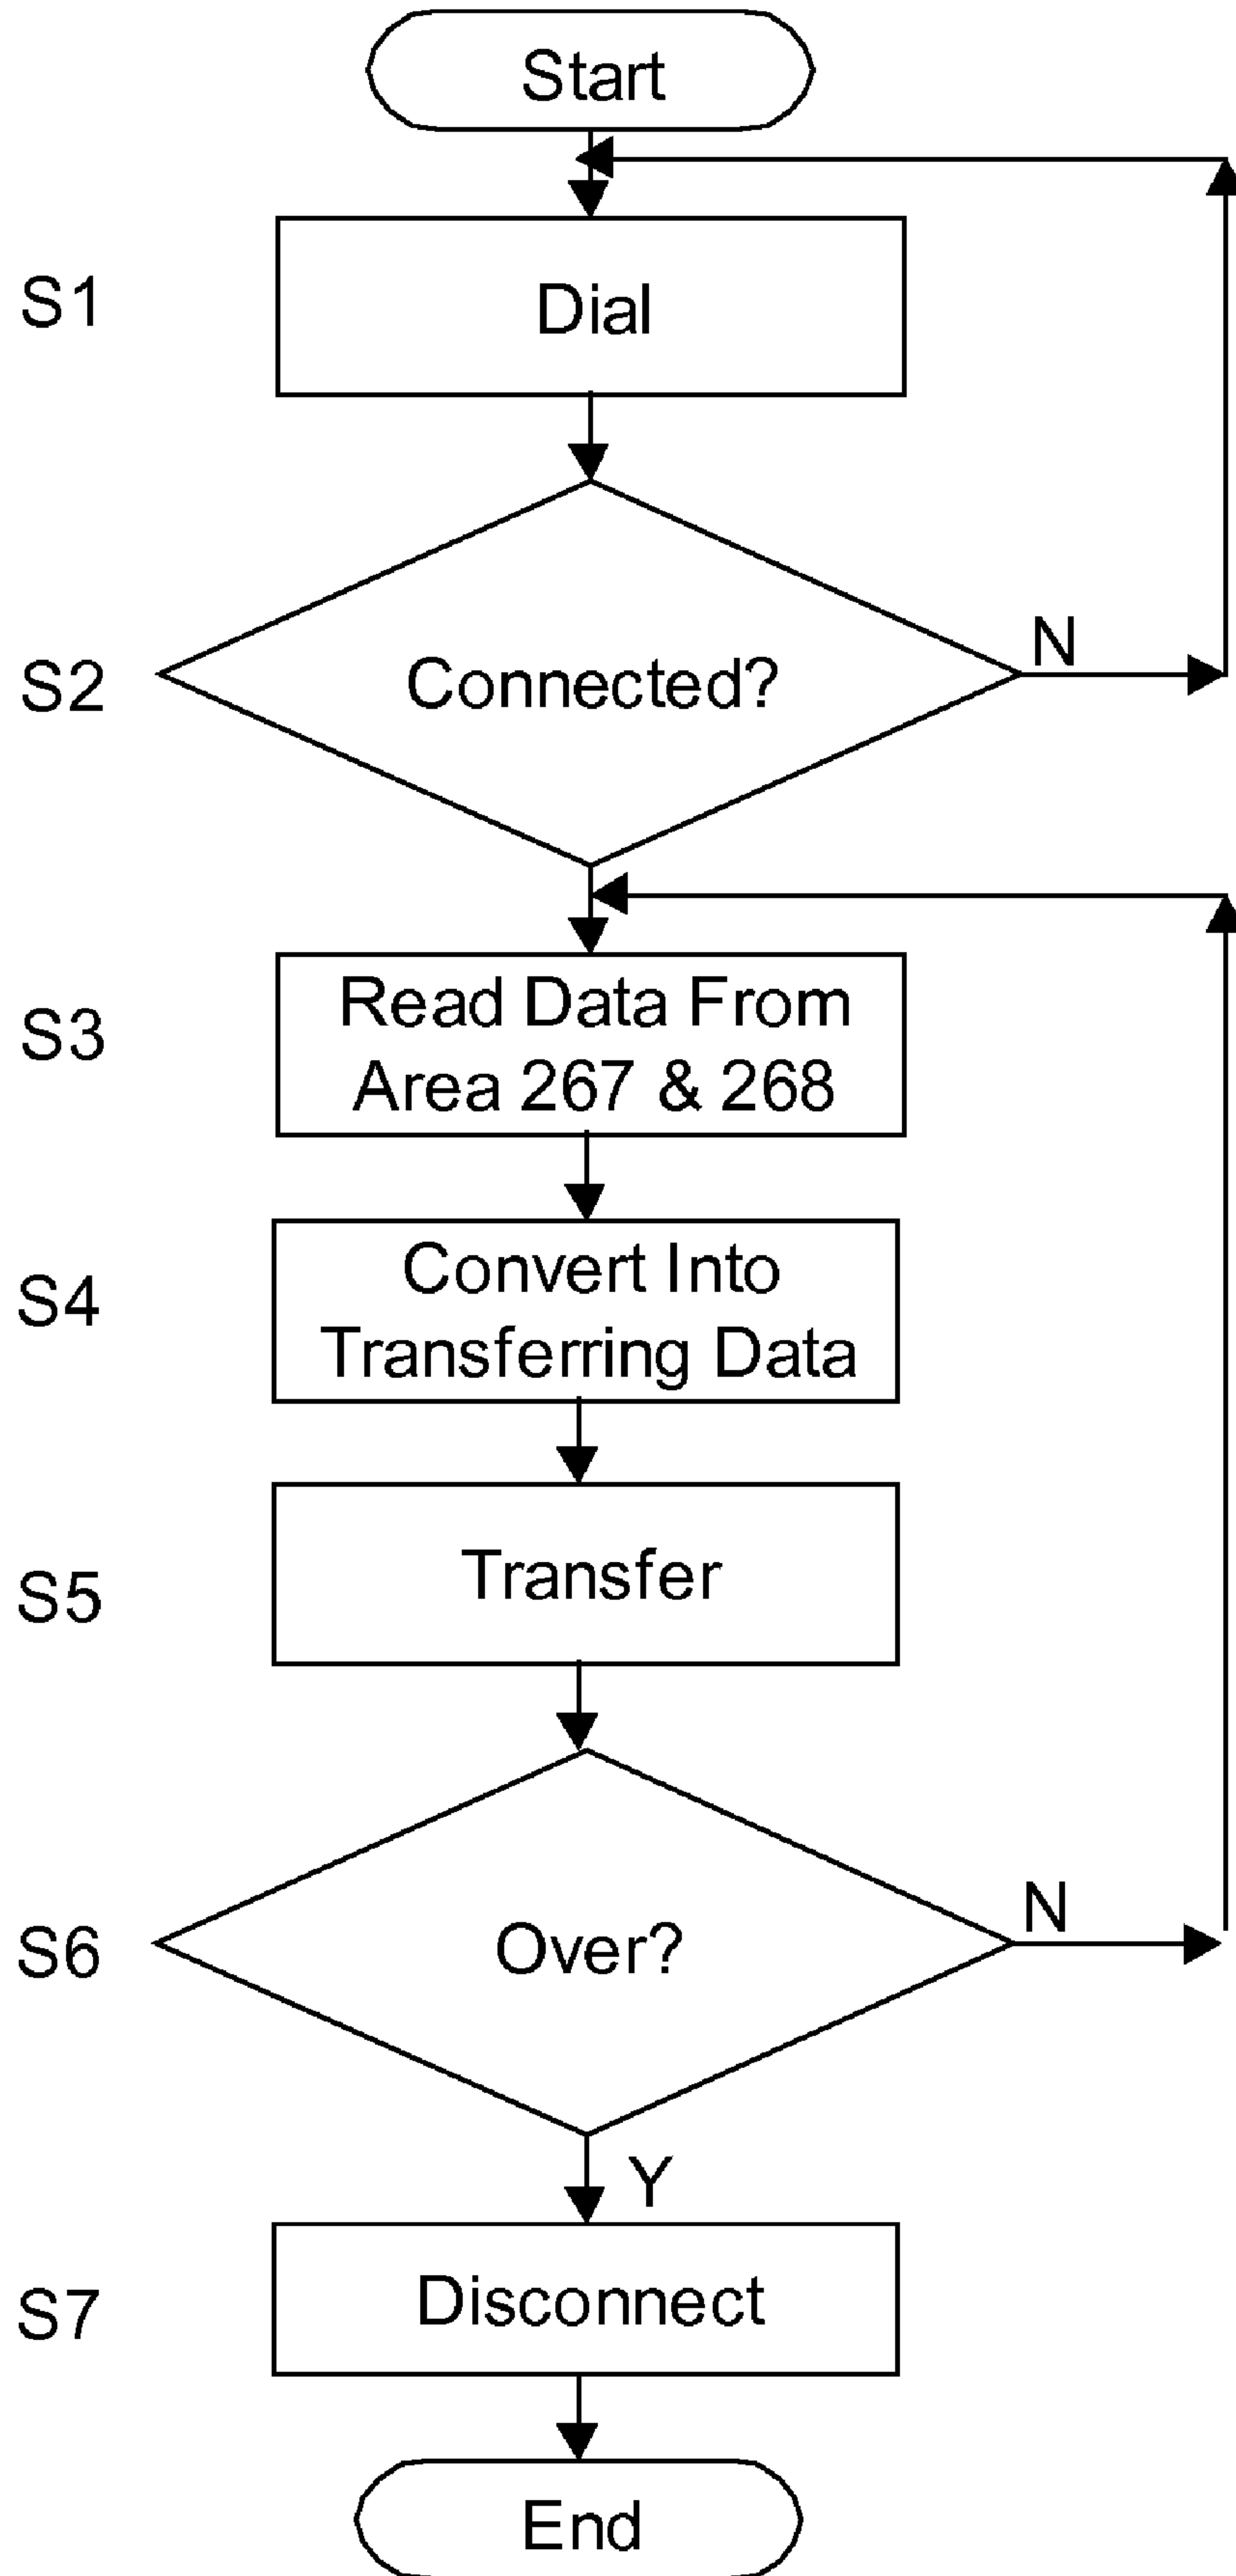 Start
S1
Dial
S2
Connected?
N
S3
Read Data From
Area 267 & 268
S4
Convert Into
Transferring Data
S5
Transfer
S6
Over?
N
Y
S7
Disconnect
End